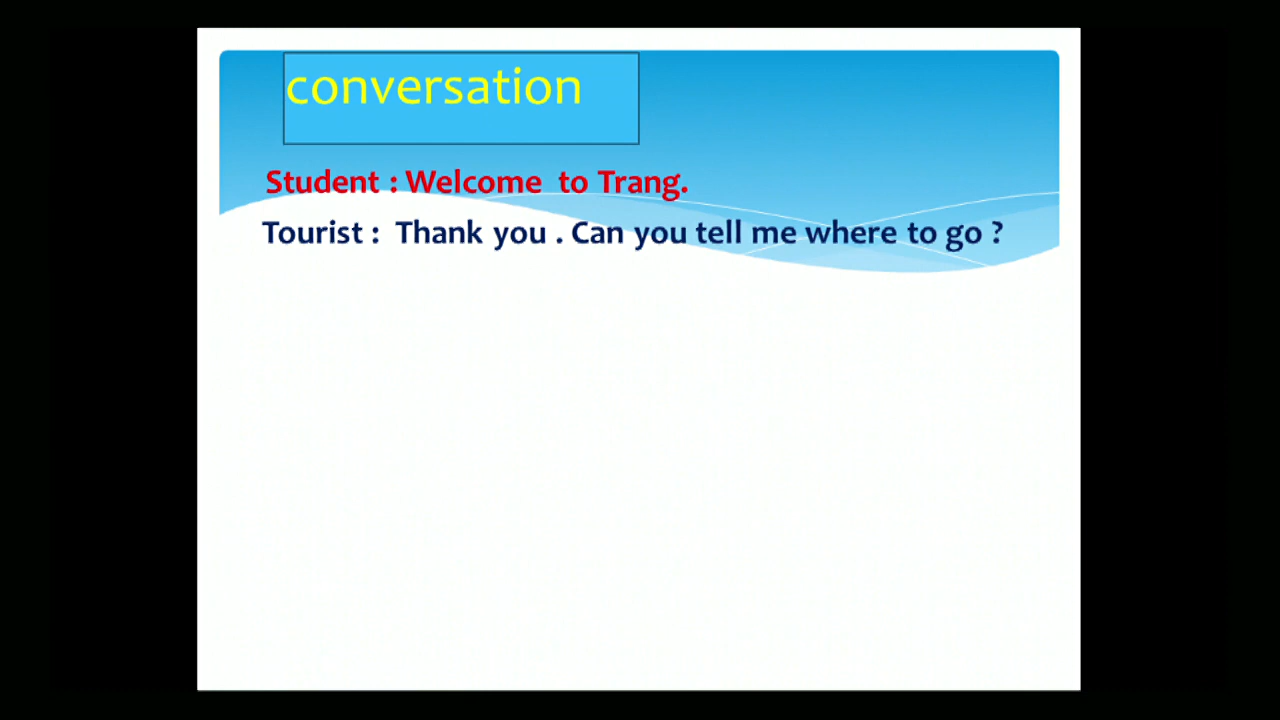 conversation
Student : Welcome to Trang.
Tourist : Thank you . Can you tell me where to go ?